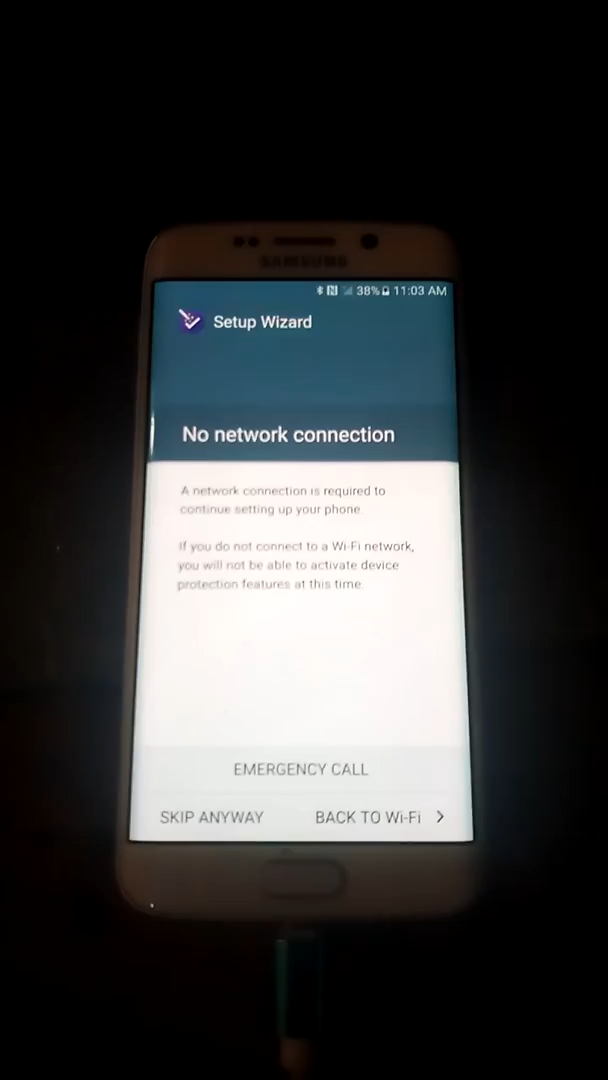 SAMSUNG
38% 11:03 AM
Setup Wizard
No network connection
A network connection is required to
continue setting up your phone.
If you do not connect to a Wi-Fi network,
you will not be able to activate device
protection features at this time.
EMERGENCY CALL
SKIP ANYWAY BACK TO Wi-Fi >